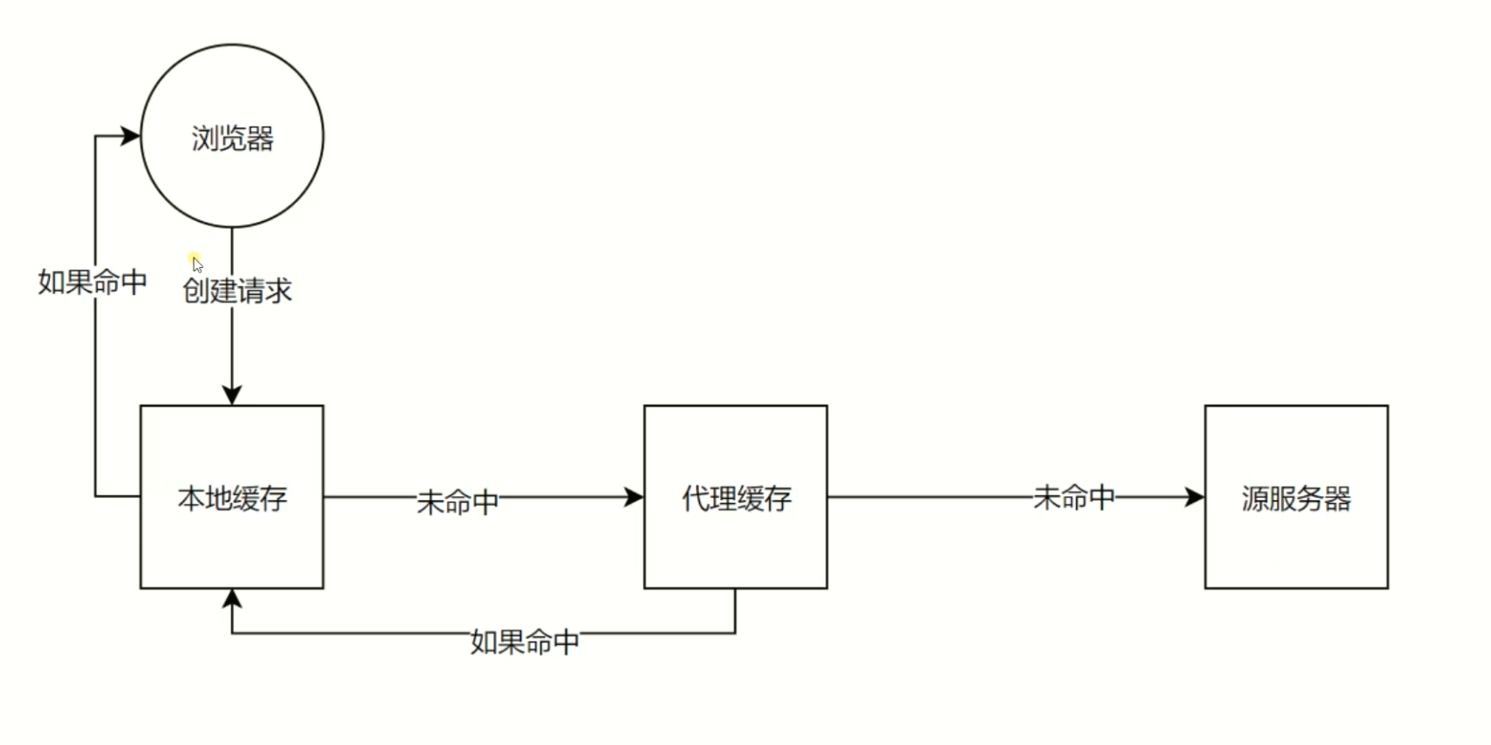 浏览器
如果命中
创建请求
本地缓存
未命中
代理缓存
未命中
源服务器
如果命中